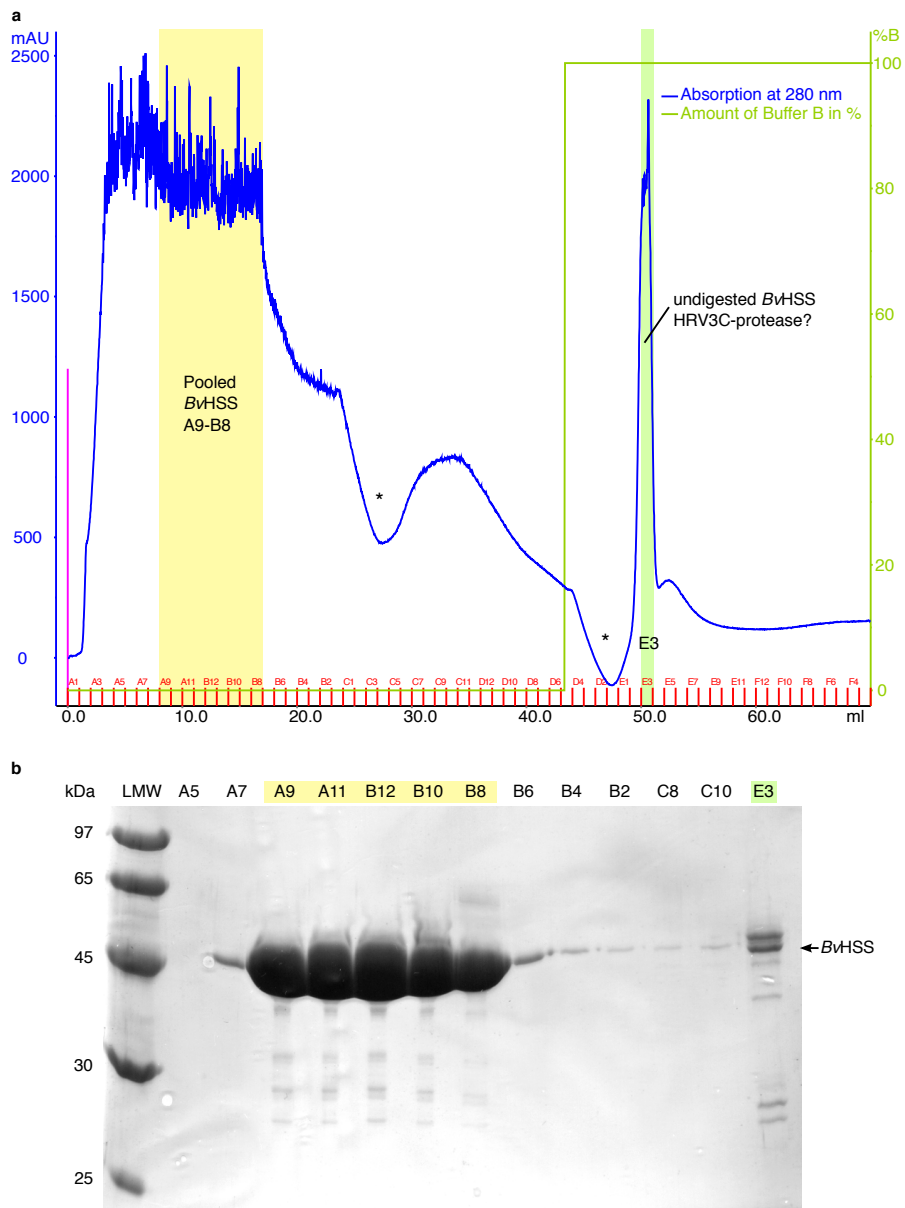 a
mAU
%B
2500
2000
1500
1000
500
0
100
80
60
40
20
0
Absorption at 280 nm
Amount of Buffer B in %
undigested BvHSS
HRV3C-protease?
Pooled
BvHSS
A9-B8
*
*
E3
A1 A3 A5 A7 A9 A11 B12 B10 B8 B6 B4 B2 C1 C3 C5 C7 C9 C11 D12 D10 D8 D6 D4 D2 E1 E3 E5 E7 E9 E11 F12 F10 F8 F6 F4
0.0 10.0 20.0 30.0 40.0 50.0 60.0 ml
b
kDa LMW A5 A7 A9 A11 B12 B10 B8 B6 B4 B2 C8 C10 E3
97
65
45
BvHSS
30
25